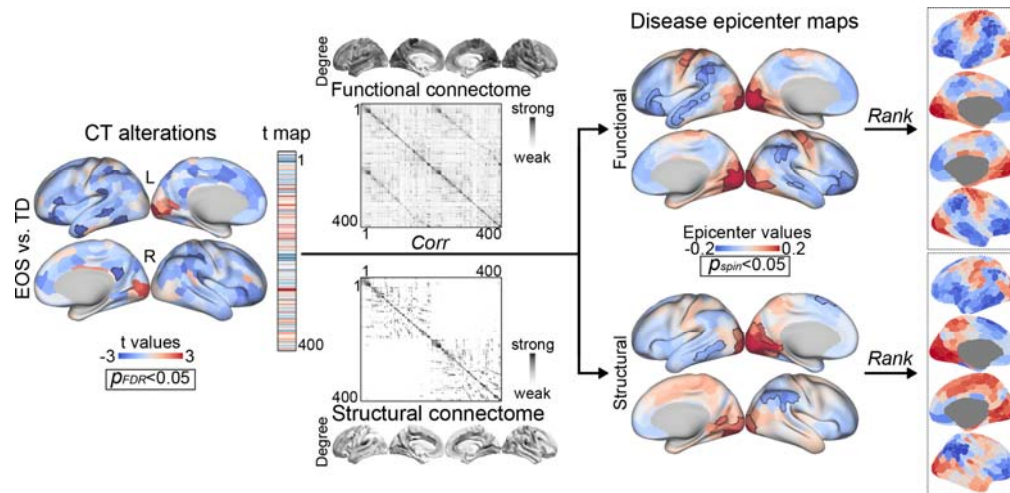 EOS vs. TD
CT alterations
L
R
t values
-3
3
pFDR<0.05
t map
1
400
Degree
Functional connectome
1
400
1
400
strong
weak
Corr
1
400
400
strong
weak
Structural connectome
Degree
Disease epicenter maps
Functional
Epicenter values
-0.2
0.2
pspin<0.05
Structural
Rank
Rank